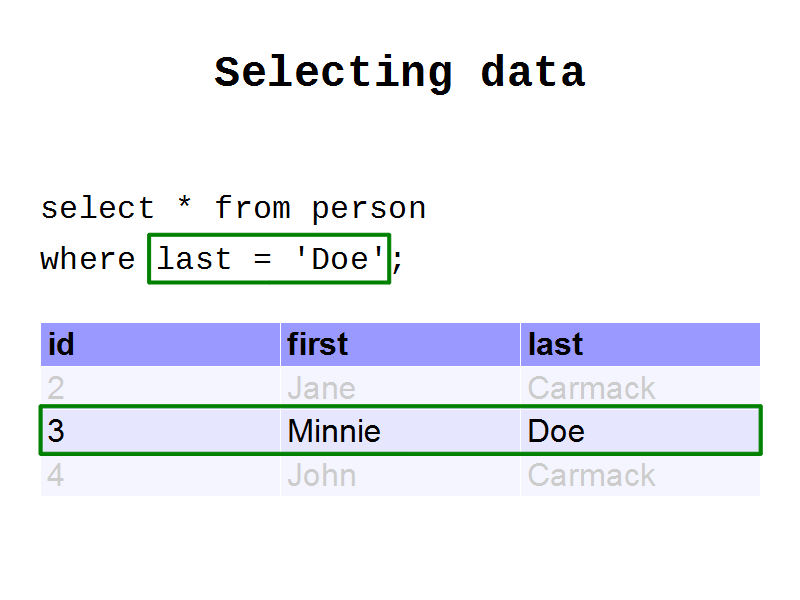 Selecting data
select * from person
where last = 'Doe';
id first last
2 Jane Carmack
3 Minnie Doe
4 John Carmack